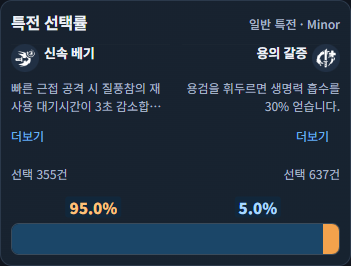 특전 선택률
일반 특전 · Minor
신속 베기
용의 갈증
빠른 근접 공격 시 질풍참의 재
사용 대기시간이 3초 감소합…
용검을 휘두르면 생명력 흡수를
30% 얻습니다.
더보기
더보기
선택 355건
선택 637건
95.0%
5.0%